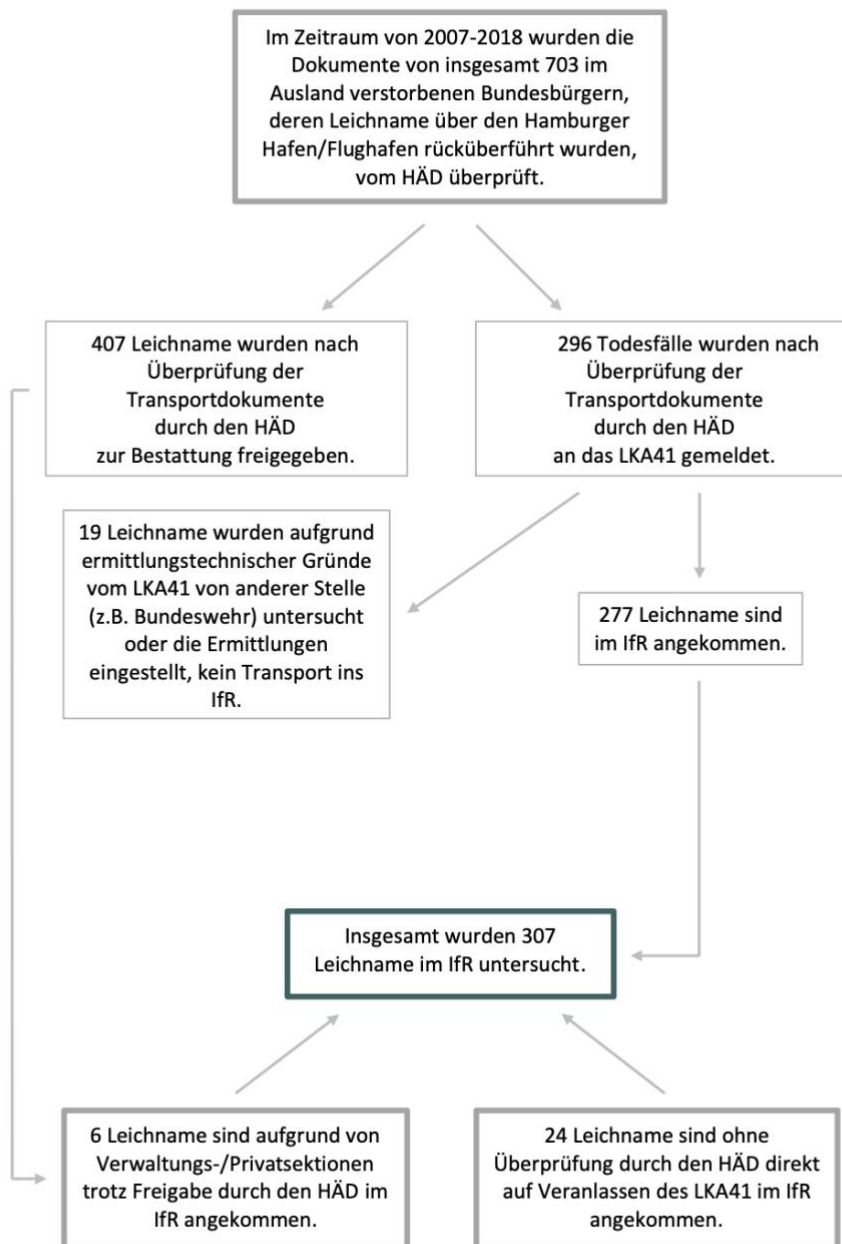 Im Zeitraum von 2007-2018 wurden die
Dokumente von insgesamt 703 im
Ausland verstorbenen Bundesbürgern,
deren Leichname über den Hamburger
Hafen/Flughafen rücküberführt wurden,
vom HÄD überprüft.
407 Leichname wurden nach
Überprüfung der
Transportdokumente
durch den HÄD
zur Bestattung freigegeben.
296 Todesfälle wurden nach
Überprüfung der
Transportdokumente
durch den HÄD
an das LKA41 gemeldet.
19 Leichname wurden aufgrund
ermittlungstechnischer Gründe
vom LKA41 von anderer Stelle
(z.B. Bundeswehr) untersucht
oder die Ermittlungen
eingestellt, kein Transport ins
IfR.
277 Leichname sind
im IfR angekommen.
Insgesamt wurden 307
Leichname im IfR untersucht.
6 Leichname sind aufgrund von
Verwaltungs-/Privatsektionen
trotz Freigabe durch den HÄD im
IfR angekommen.
24 Leichname sind ohne
Überprüfung durch den HÄD direkt
auf Veranlassen des LKA41 im IfR
angekommen.